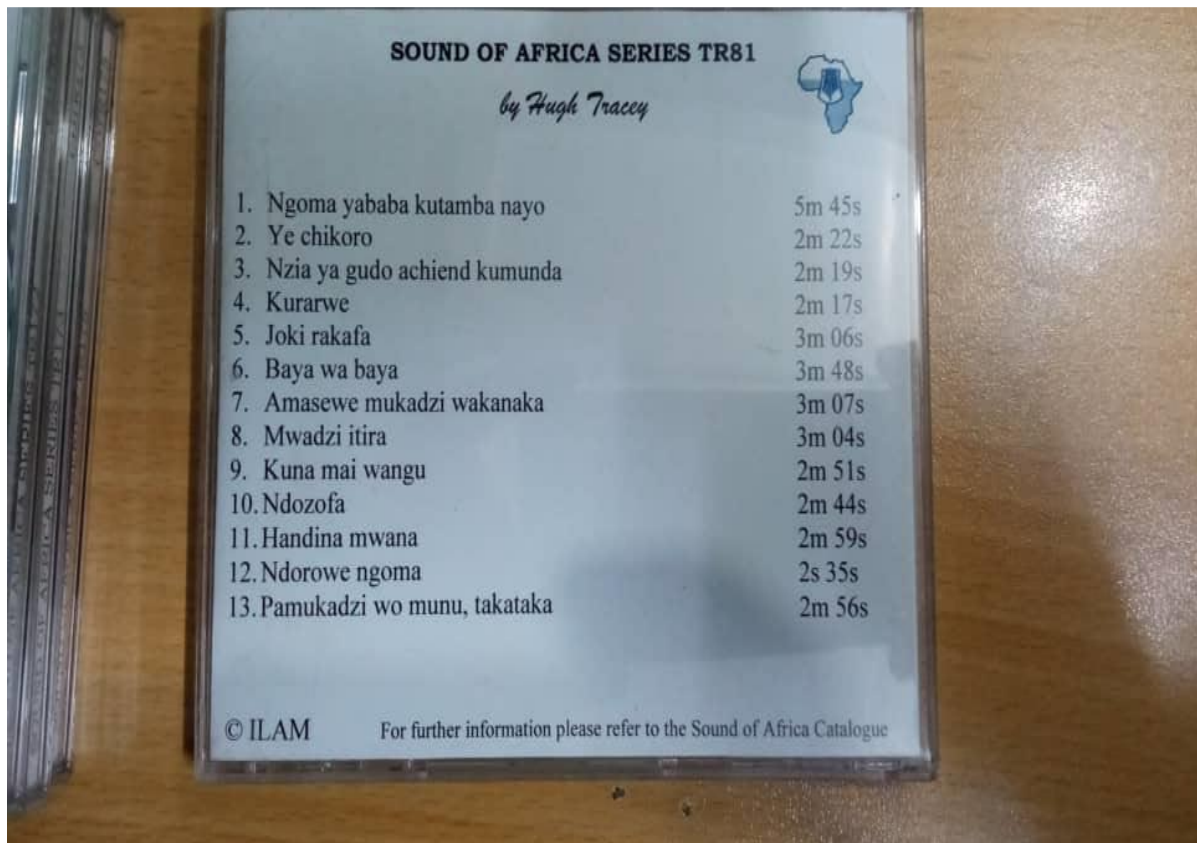 SOUND OF AFRICA SERIES TR81
by Hugh Tracey
1. Ngoma yababa kutamba nayo 5m 45s
2. Ye chikoro 2m 22s
3. Nzia ya gudo achiend kumunda 2m 19s
4. Kurarwe 2m 17s
5. Joki rakafa 3m 06s
6. Baya wa baya 3m 48s
7. Amasewe mukadzi wakanaka 3m 07s
8. Mwadzi itira 3m 04s
9. Kuna mai wangu 2m 51s
10. Ndozofa 2m 44s
11. Handina mwana 2m 59s
12. Ndorowe ngoma 2s 35s
13. Pamukadzi wo munu, takataka 2m 56s
© ILAM For further information please refer to the Sound of Africa Catalogue